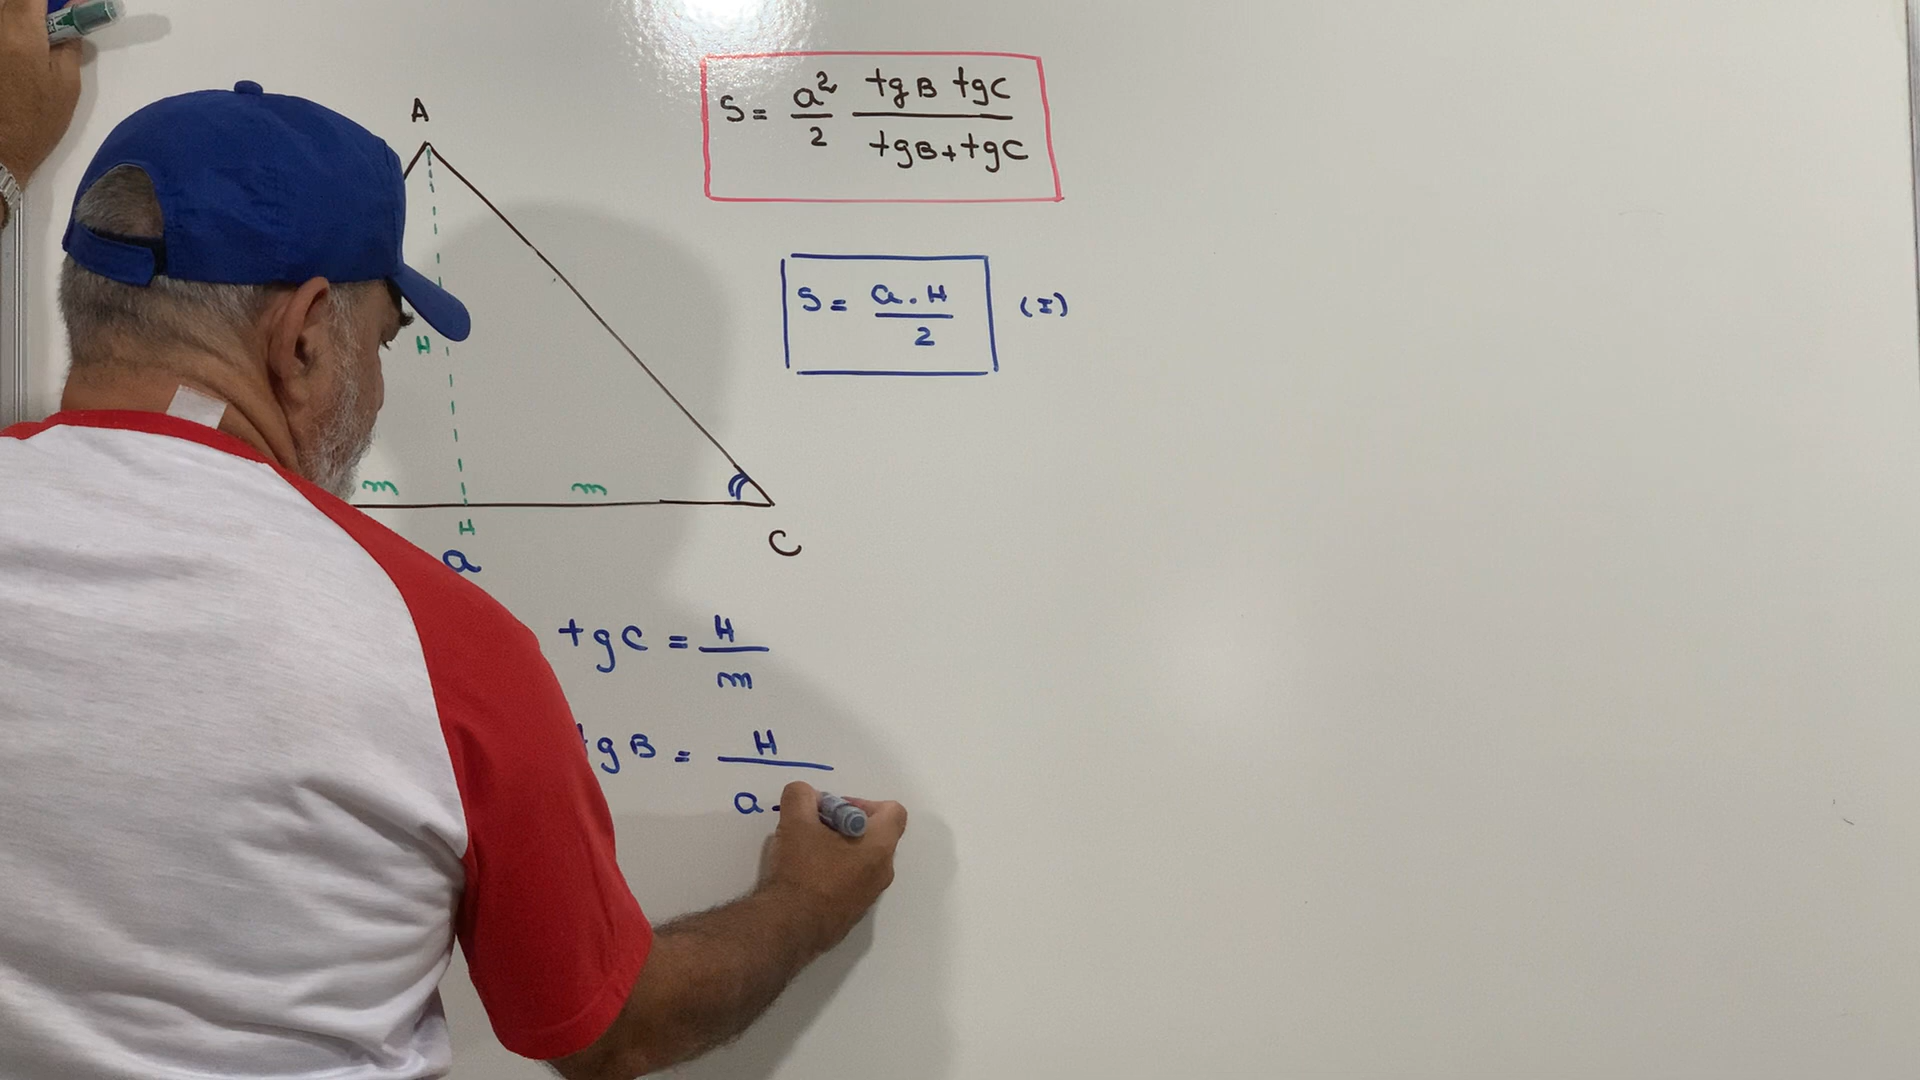 A
S = a²/2 tgB tgC / tgB + tgC
S = a . H / 2 (I)
H
m m
H
a
C
tgC = H / m
tgB = H / a -